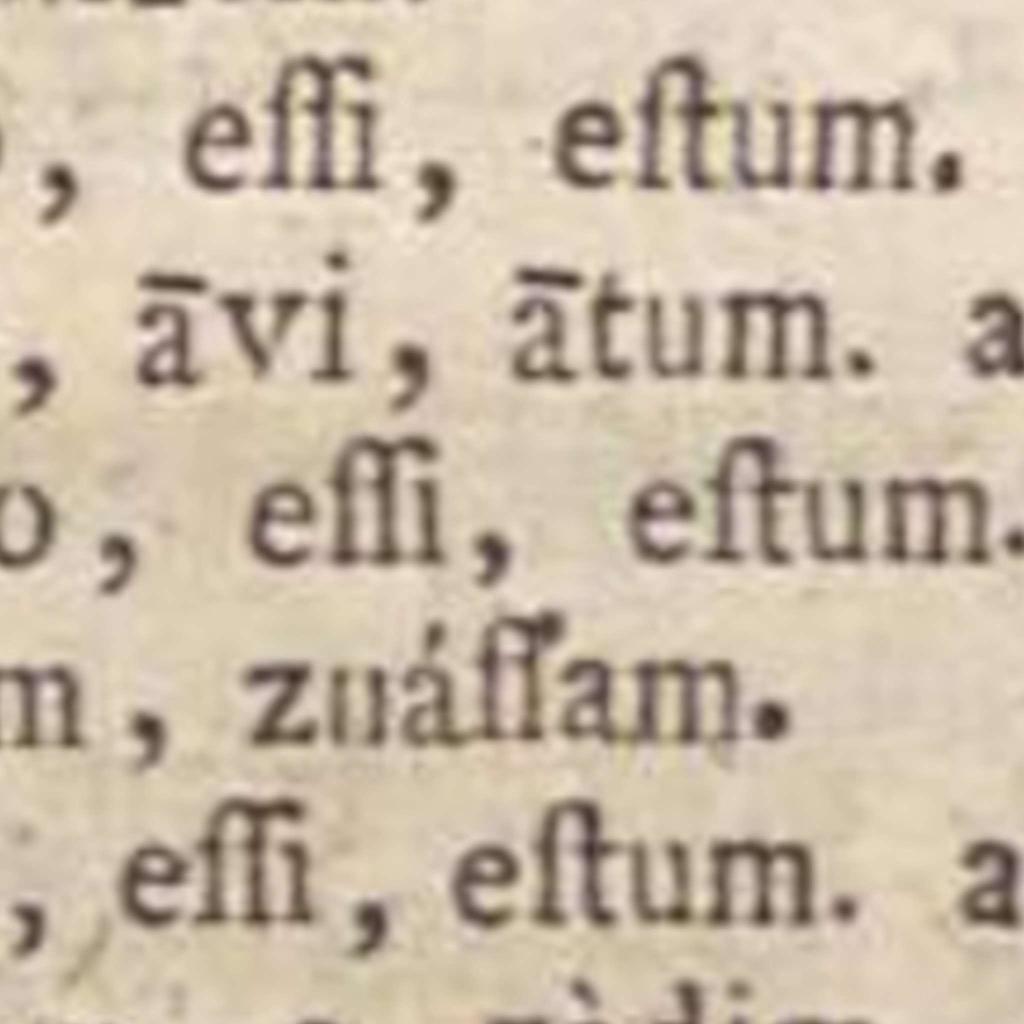 , eſſi, eſtum.
, āvi, ātum. a
o, eſſi, eſtum.
m, zuáſſam.
, eſſi, eſtum. a